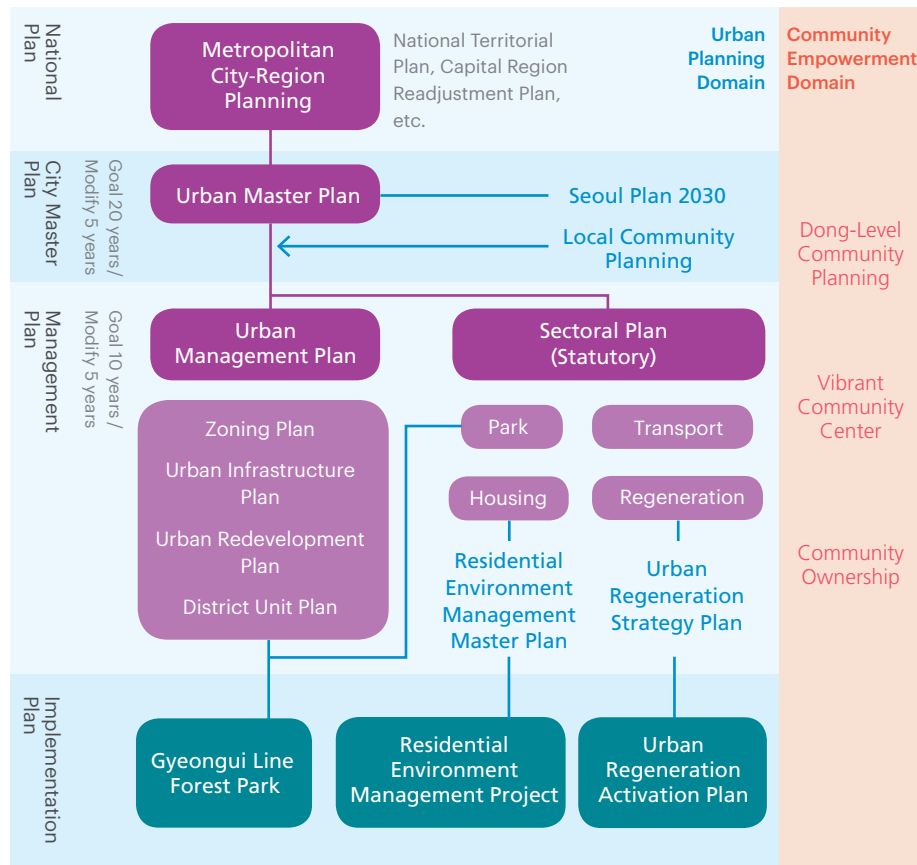 National
Plan
Metropolitan
City-Region
Planning
National Territorial
Plan, Capital Region
Readjustment Plan,
etc.
Urban
Planning
Domain
Community
Empowerment
Domain
City Master
Plan
Goal 20 years/
Modify 5 years
Urban Master Plan
Seoul Plan 2030
Local Community
Planning
Dong-Level
Community
Planning
Management
Plan
Goal 10 years/
Modify 5 years
Urban
Management Plan
Sectoral Plan
(Statutory)
Zoning Plan
Urban Infrastructure
Plan
Urban Redevelopment
Plan
District Unit Plan
Park
Transport
Housing
Regeneration
Residential
Environment
Management
Master Plan
Urban
Regeneration
Strategy Plan
Vibrant
Community
Center
Community
Ownership
Implementation
Plan
Gyeongui Line
Forest Park
Residential
Environment
Management Project
Urban
Regeneration
Activation Plan